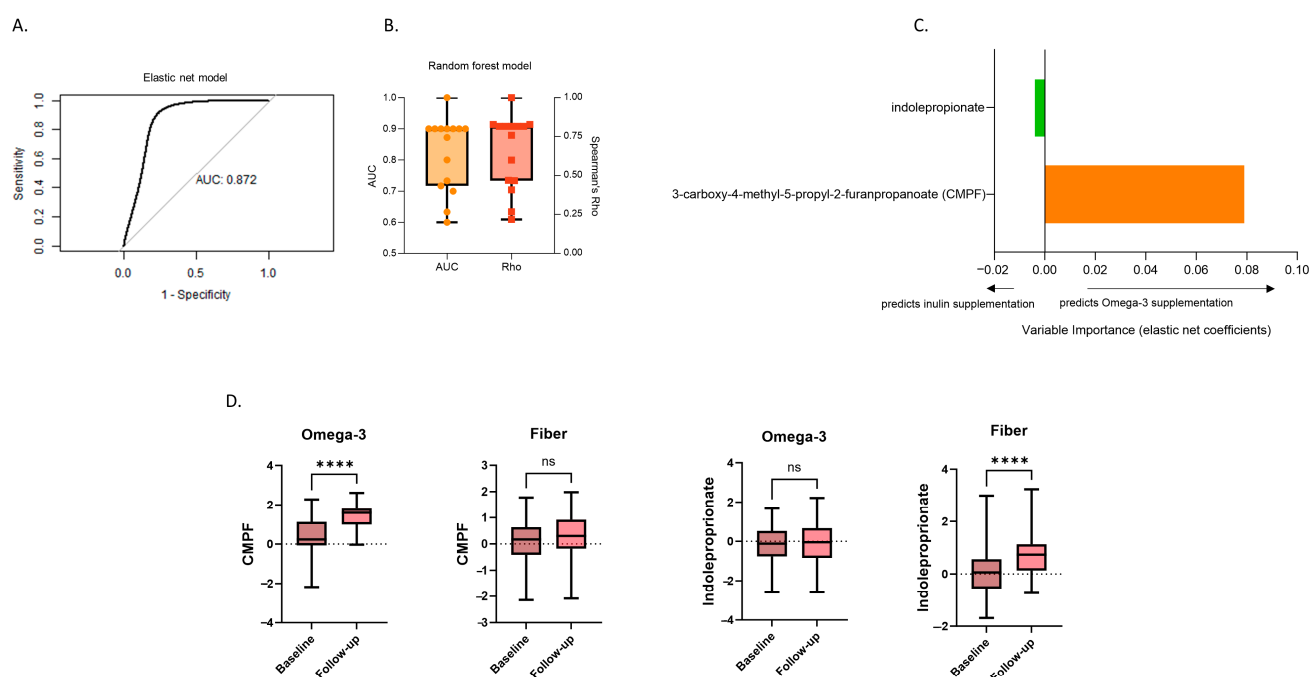 A.
Elastic net model
Sensitivity
1.0
0.8
0.6
0.4
0.2
0.0
AUC: 0.872
0.0
0.5
1.0
1 - Specificity
B.
Random forest model
AUC
1.0
0.9
0.8
0.7
0.6
0.5
1.00
0.75
0.50
0.25
0.00
Spearman's Rho
AUC
Rho
C.
indolepropionate
3-carboxy-4-methyl-5-propyl-2-furanpropanoate (CMPF)
−0.02
0.00
0.02
0.04
0.06
0.08
0.10
predicts inulin supplementation
predicts Omega-3 supplementation
Variable Importance (elastic net coefficients)
D.
Omega-3
****
CMPF
4
2
0
−2
−4
Baseline
Follow-up
Fiber
ns
CMPF
3
2
1
0
−1
−2
−3
Baseline
Follow-up
Omega-3
ns
Indoleproprionate
4
2
0
−2
−4
Baseline
Follow-up
Fiber
****
Indoleproprionate
4
2
0
−2
Baseline
Follow-up